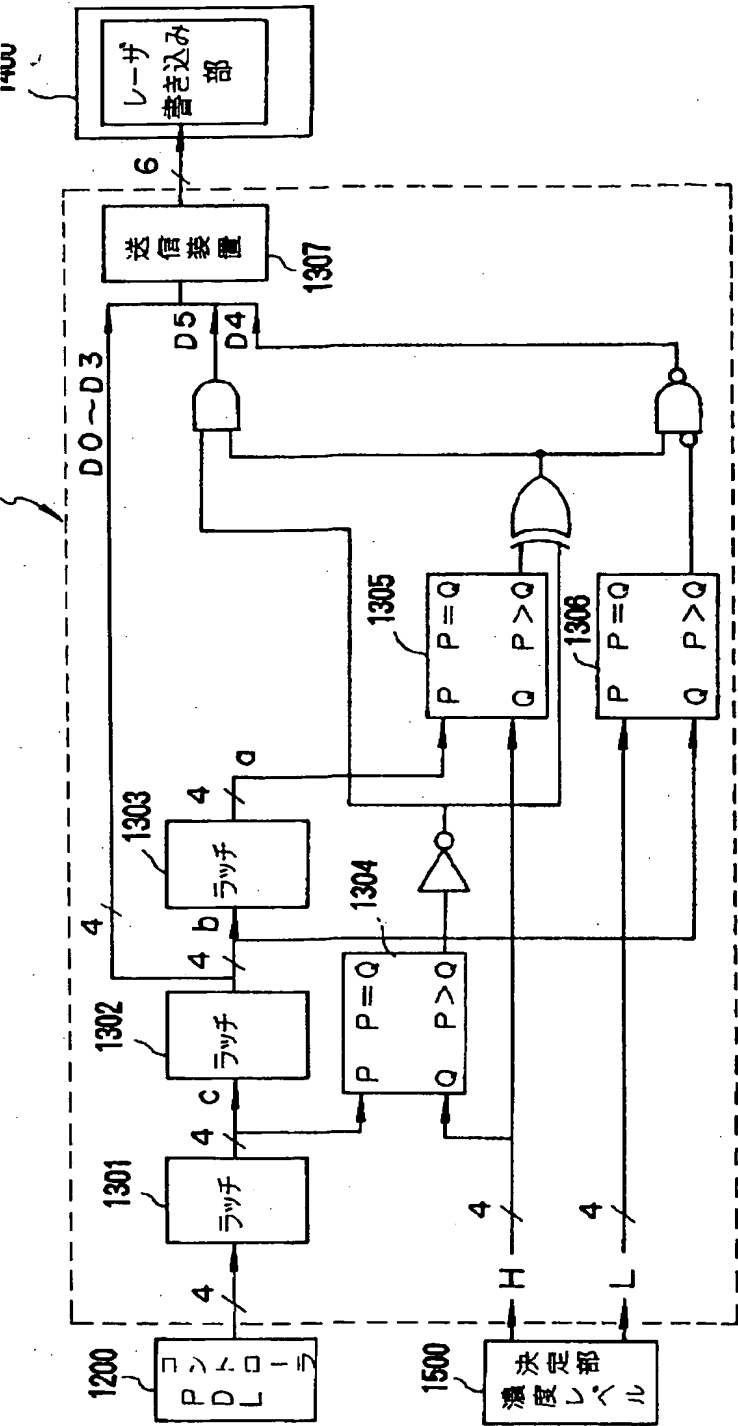 1400
レーザ
書き込み
部
6
送信装置
1307
D0～D3
D5
D4
1305
P P=Q
Q P>Q
1306
P P=Q
Q P>Q
4
1303
ラッチ
4
a
b
4
1302
ラッチ
c
4
1301
ラッチ
4
1304
P P=Q
Q P>Q
1200
コントローラ
PDL
H
4
L
4
1500
決定部
濃度レベル